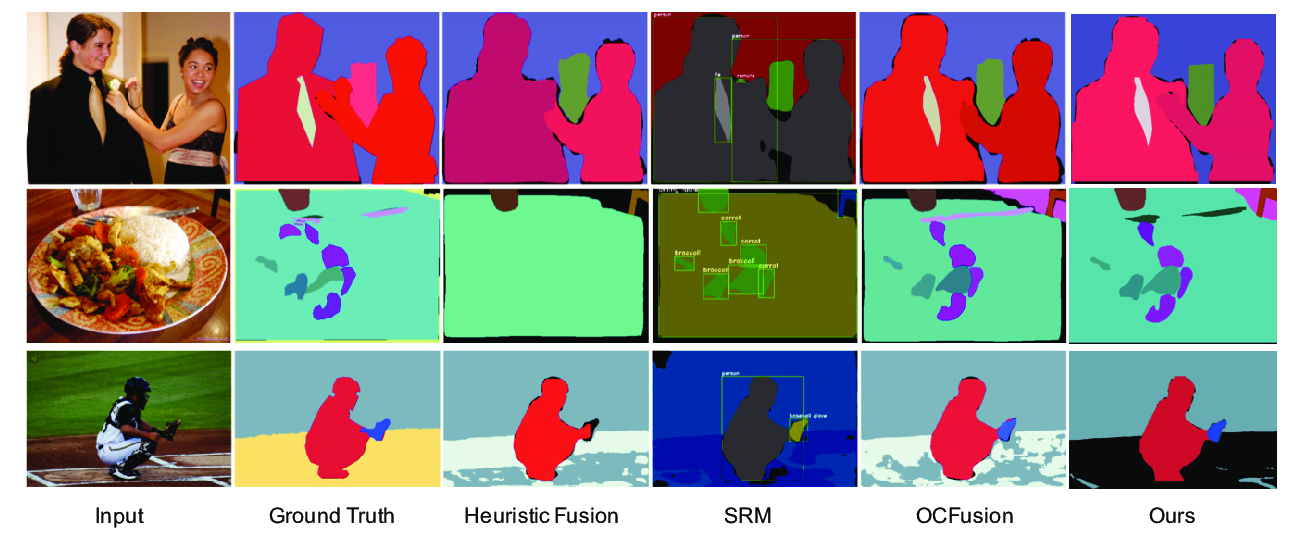 person
person
tie
dining table
carrot
carrot
broccoli
broccoli
broccoli
carrot
person
baseball glove
Input Ground Truth Heuristic Fusion SRM OCFusion Ours